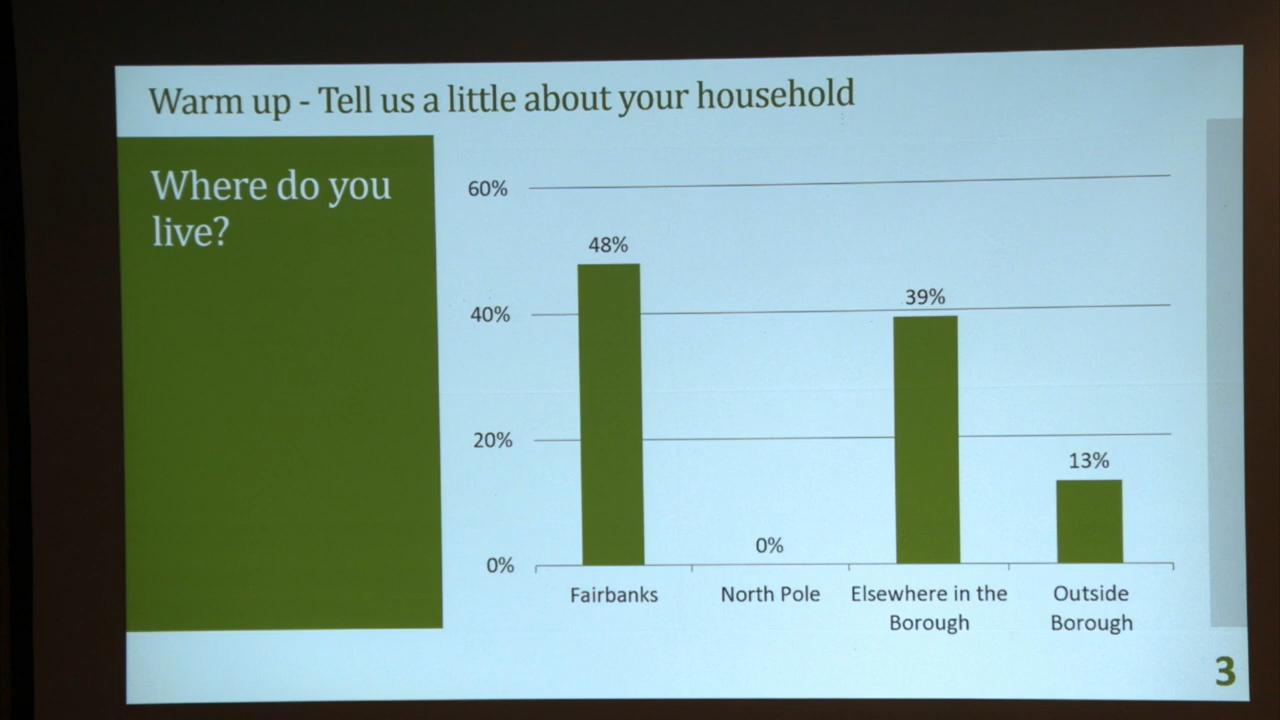 Warm up - Tell us a little about your household
Where do you
live?
60%
48%
40%
39%
20%
13%
0%
0%
Fairbanks
North Pole
Elsewhere in the
Borough
Outside
Borough
3